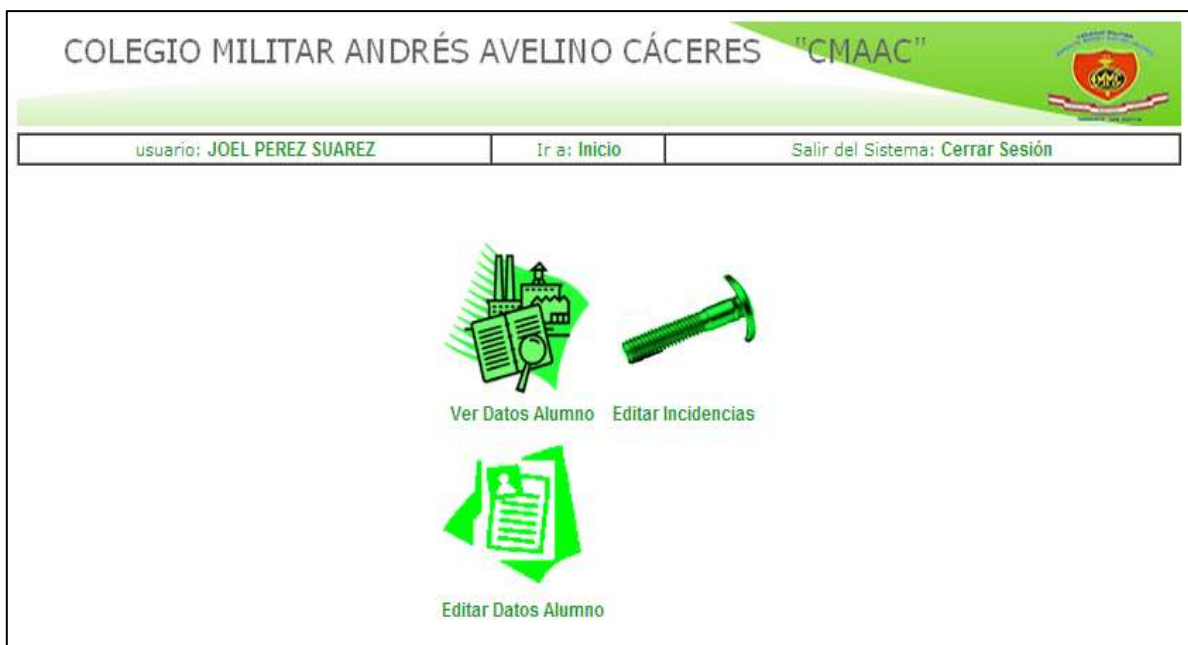 COLEGIO MILITAR ANDRÉS AVELINO CÁCERES "CMAAC"
usuario: JOEL PEREZ SUAREZ Ir a: Inicio Salir del Sistema: Cerrar Sesión
Ver Datos Alumno Editar Incidencias
Editar Datos Alumno